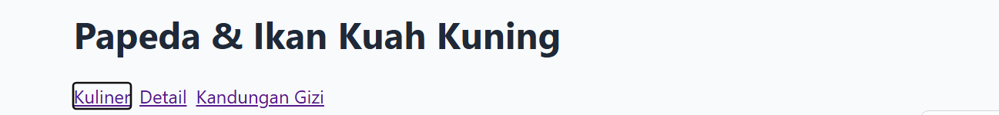 Papeda & Ikan Kuah Kuning
Kuliner Detail Kandungan Gizi